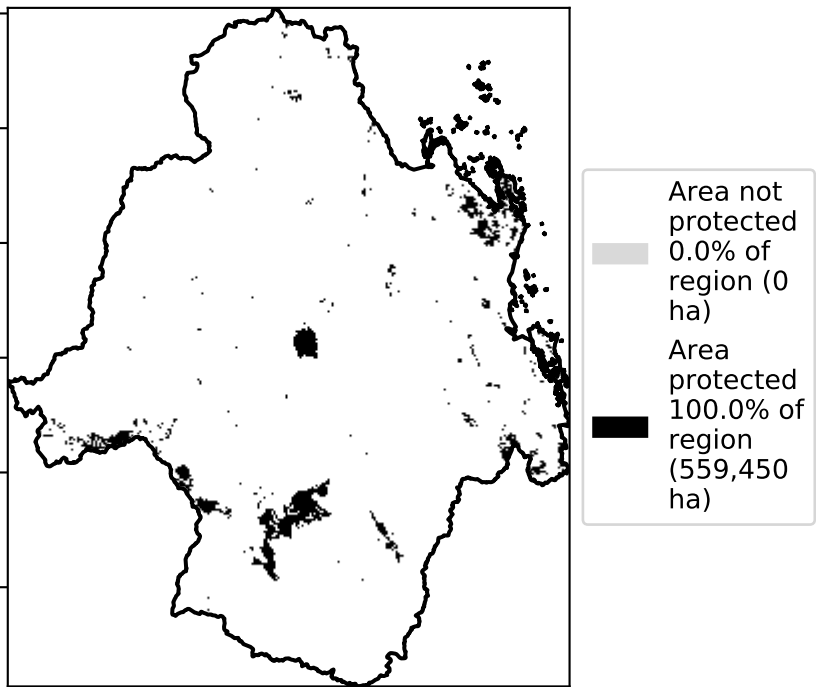 Area not
protected
0.0% of
region (0
ha)
Area
protected
100.0% of
region
(559,450
ha)